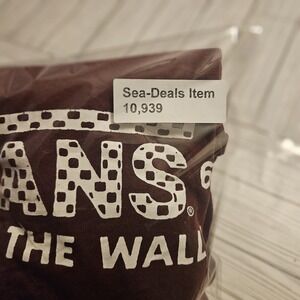 Sea-Deals Item
10,939
ANS
THE WALL